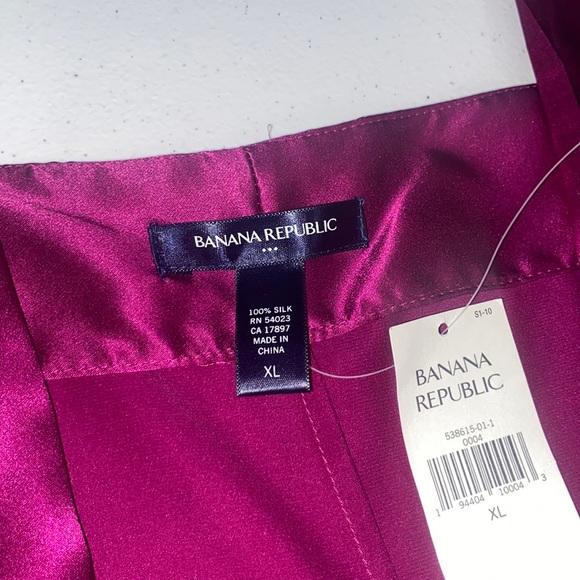 BANANA REPUBLIC
100% SILK
RN 54023
CA 17897
MADE IN
CHINA
XL
S1-10
BANANA
REPUBLIC
538615-01-1
0004
1 94404 10004 3
XL